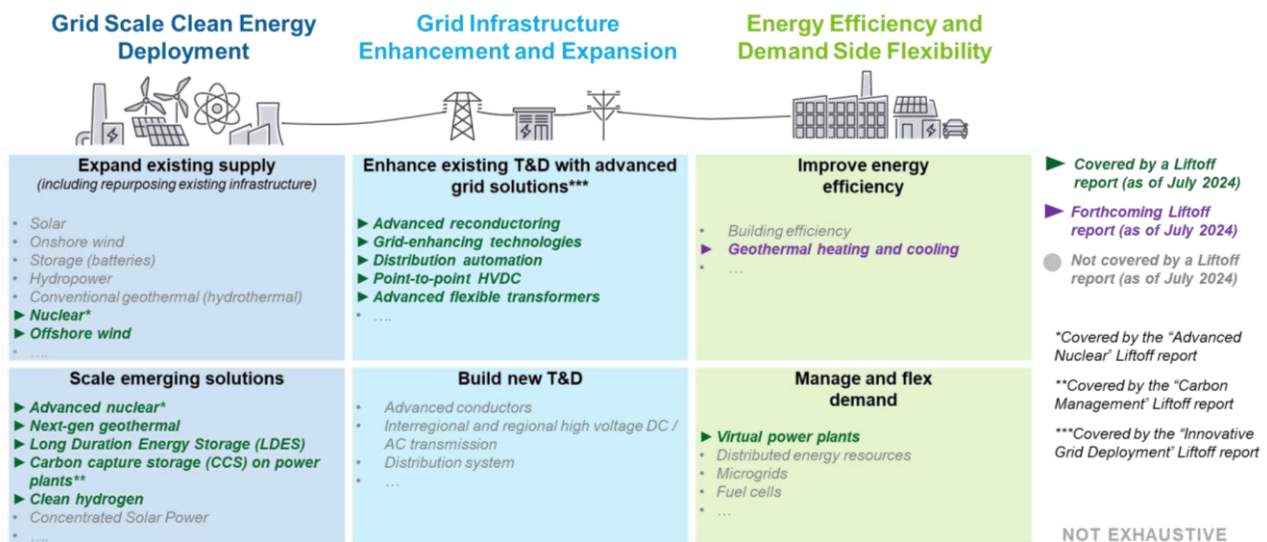 Grid Scale Clean Energy
Deployment
Grid Infrastructure
Enhancement and Expansion
Energy Efficiency and
Demand Side Flexibility
Expand existing supply
(including repurposing existing infrastructure)
• Solar
• Onshore wind
• Storage (batteries)
• Hydropower
• Conventional geothermal (hydrothermal)
► Nuclear*
► Offshore wind
• ....
Enhance existing T&D with advanced
grid solutions***
► Advanced reconductoring
► Grid-enhancing technologies
► Distribution automation
► Point-to-point HVDC
► Advanced flexible transformers
• ....
Improve energy
efficiency
• Building efficiency
► Geothermal heating and cooling
• ...
Scale emerging solutions
► Advanced nuclear*
► Next-gen geothermal
► Long Duration Energy Storage (LDES)
► Carbon capture storage (CCS) on power
plants**
► Clean hydrogen
• Concentrated Solar Power
• ....
Build new T&D
• Advanced conductors
• Interregional and regional high voltage DC /
AC transmission
• Distribution system
• ...
Manage and flex
demand
► Virtual power plants
• Distributed energy resources
• Microgrids
• Fuel cells
• ...
► Covered by a Liftoff
report (as of July 2024)
► Forthcoming Liftoff
report (as of July 2024)
Not covered by a Liftoff
report (as of July 2024)
*Covered by the “Advanced
Nuclear” Liftoff report
**Covered by the “Carbon
Management” Liftoff report
***Covered by the “Innovative
Grid Deployment” Liftoff report
NOT EXHAUSTIVE